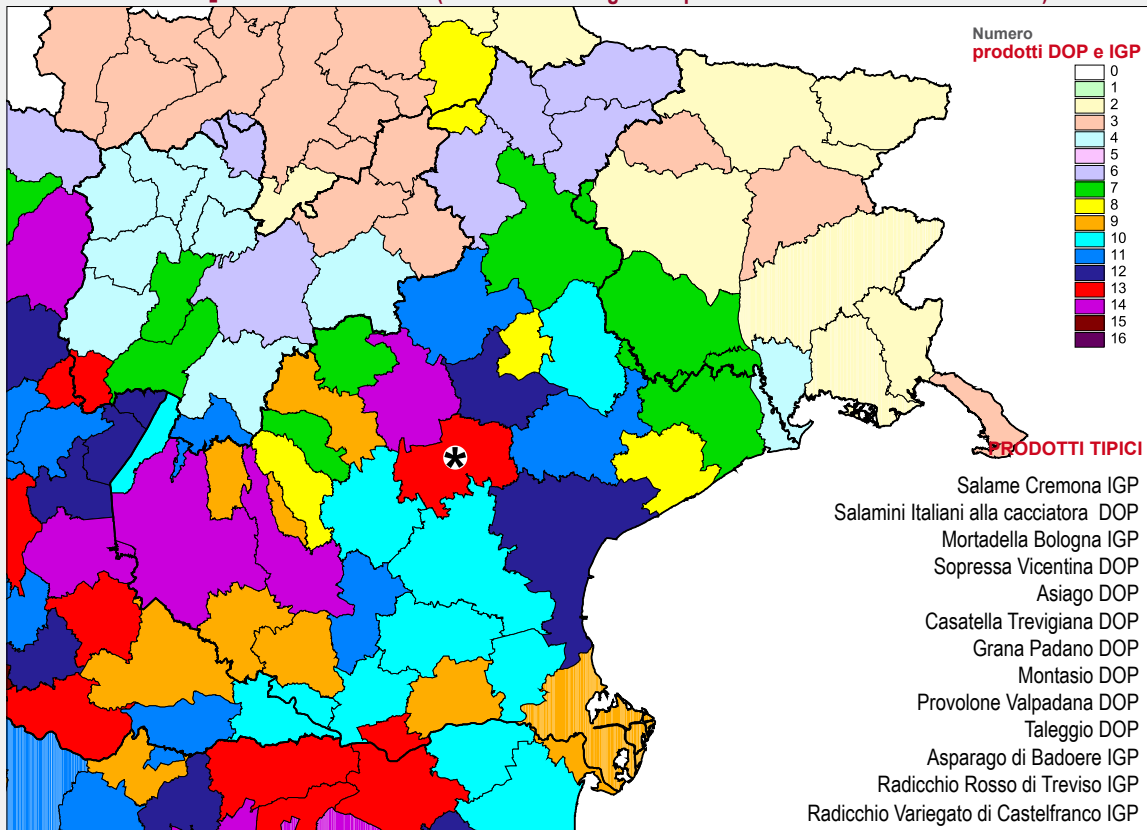 Numero
prodotti DOP e IGP
0
1
2
3
4
5
6
7
8
9
10
11
12
13
14
15
16
*
PRODOTTI TIPICI
Salame Cremona IGP
Salamini Italiani alla cacciatora DOP
Mortadella Bologna IGP
Sopressa Vicentina DOP
Asiago DOP
Casatella Trevigiana DOP
Grana Padano DOP
Montasio DOP
Provolone Valpadana DOP
Taleggio DOP
Asparago di Badoere IGP
Radicchio Rosso di Treviso IGP
Radicchio Variegato di Castelfranco IGP